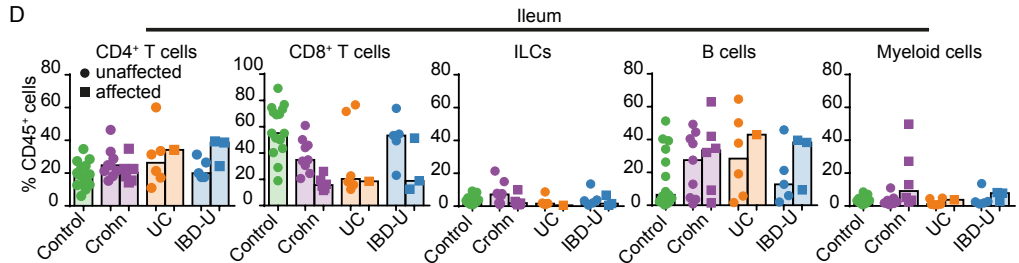 D
Ileum
CD4⁺ T cells
CD8⁺ T cells
ILCs
B cells
Myeloid cells
unaffected
affected
% CD45⁺ cells
80
60
40
20
0
100
80
60
40
20
0
80
60
40
20
0
80
60
40
20
0
80
60
40
20
0
Control
Crohn
UC
IBD-U
Control
Crohn
UC
IBD-U
Control
Crohn
UC
IBD-U
Control
Crohn
UC
IBD-U
Control
Crohn
UC
IBD-U